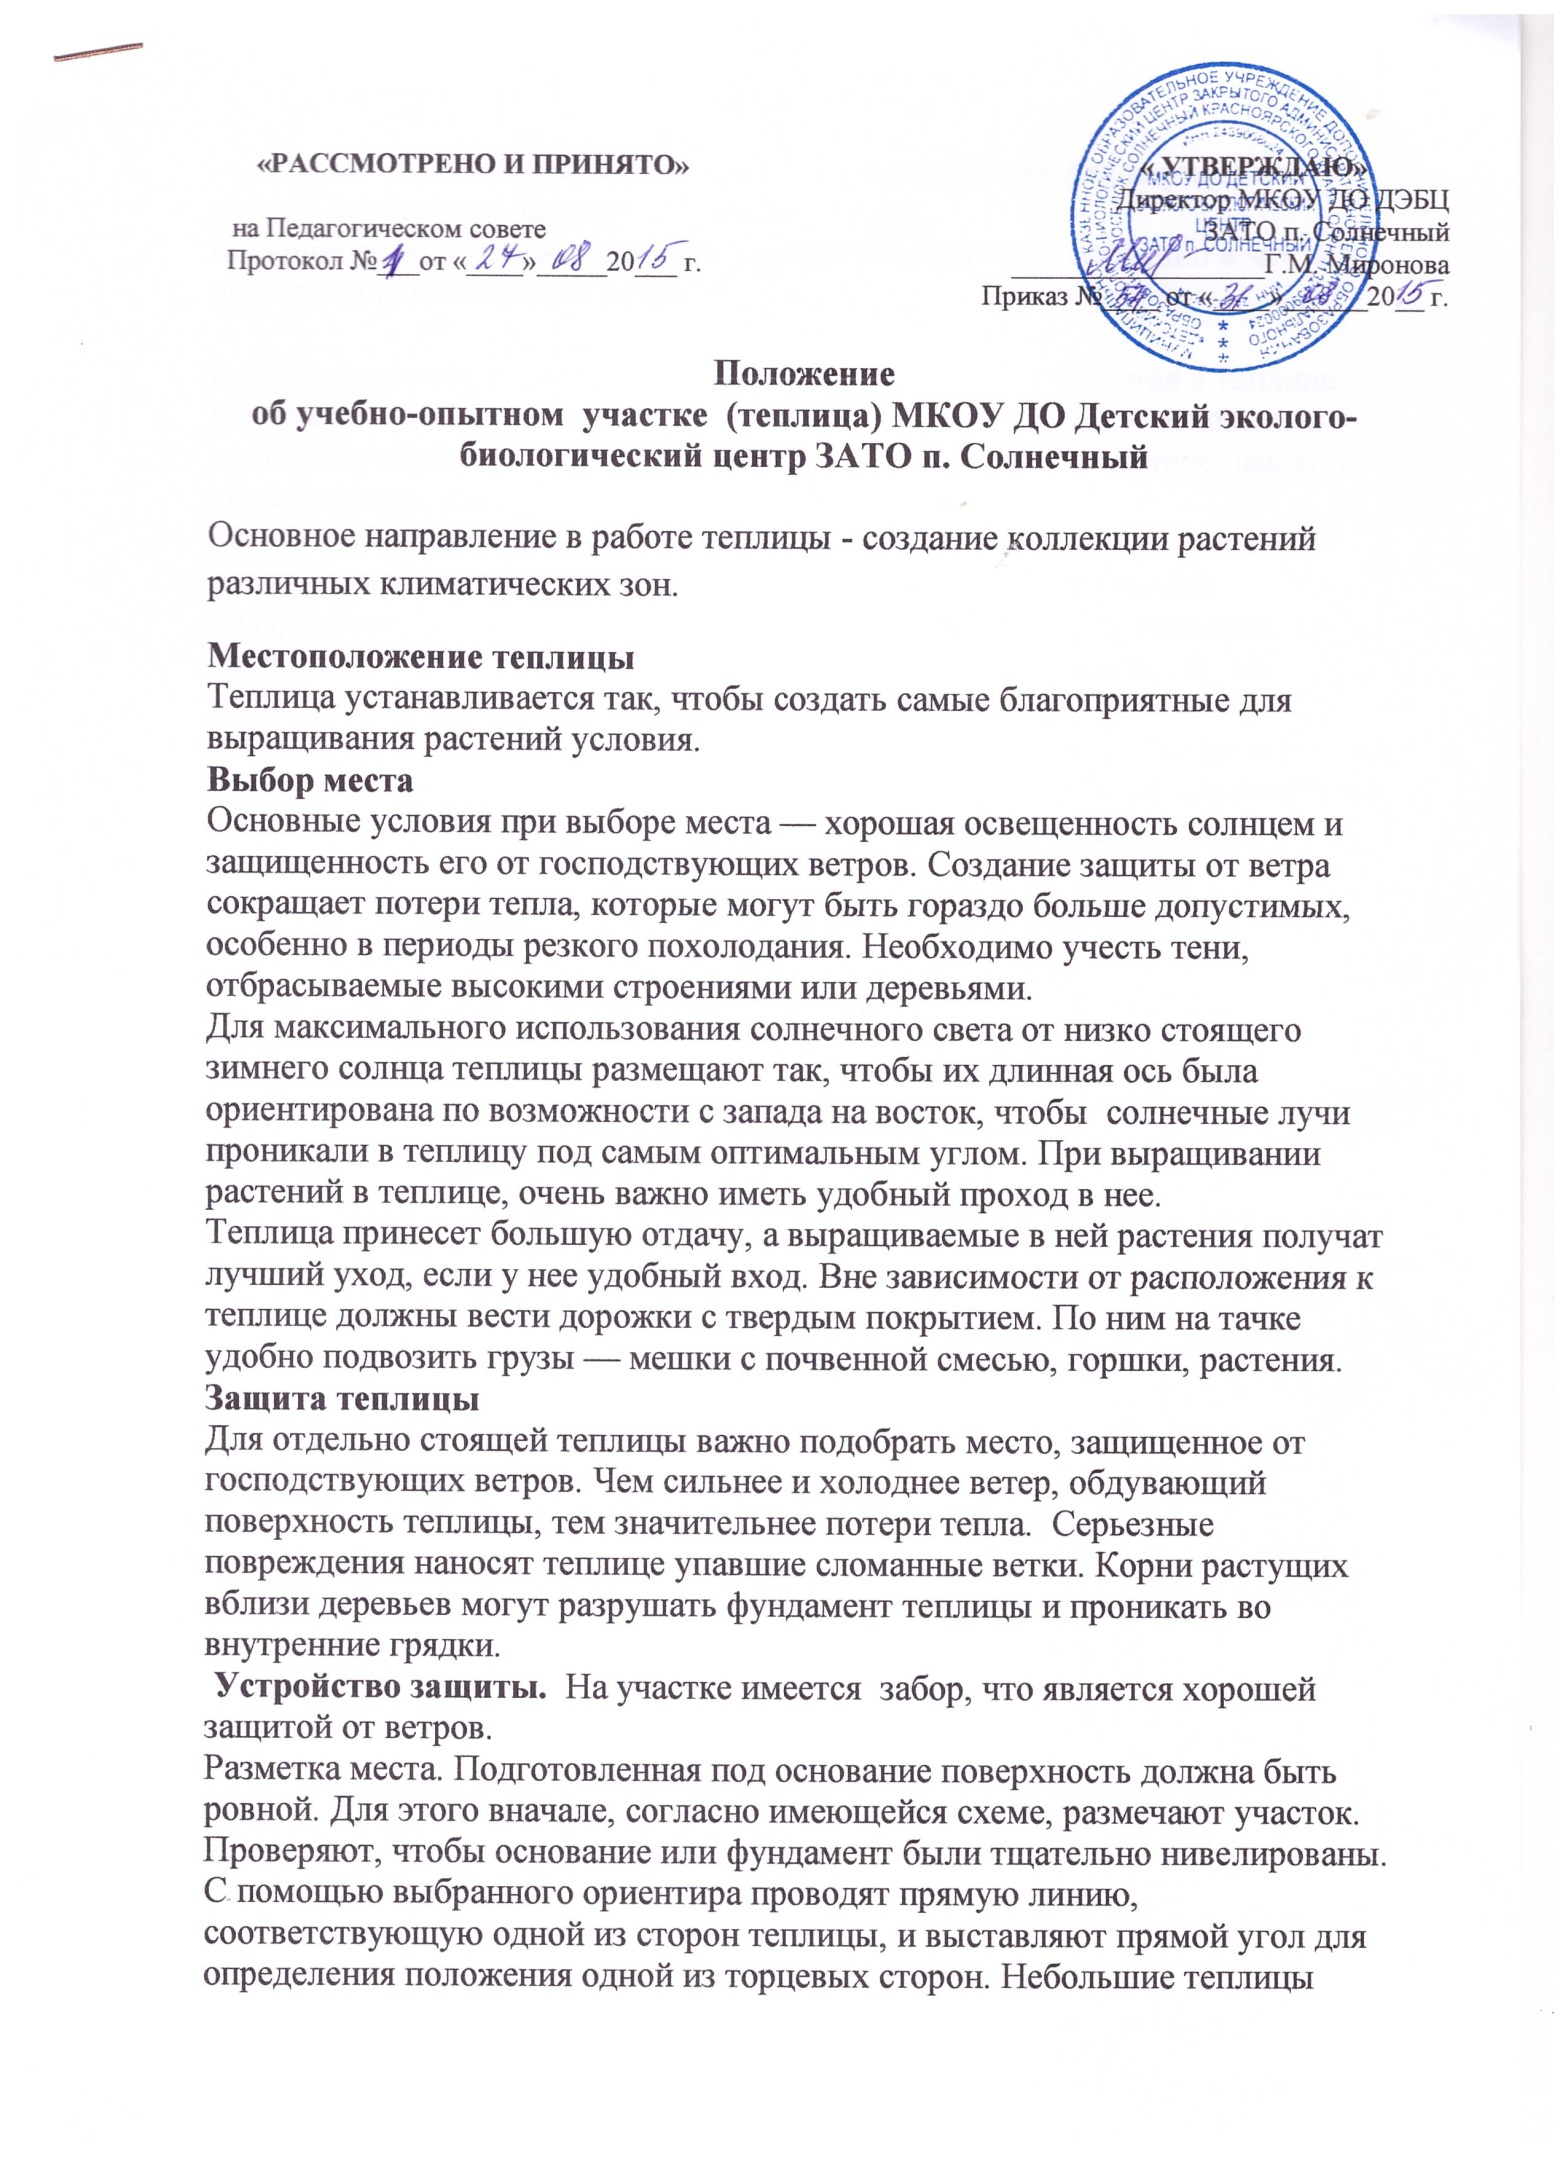 «РАССМОТРЕНО И ПРИНЯТО»
на Педагогическом совете
Протокол № 1 от «27» 08 2015 г.
«УТВЕРЖДАЮ»
Директор МКОУ ДО ДЭБЦ
ЗАТО п. Солнечный
Г.М. Миронова
Приказ № от «31» 08 2015 г.
МКОУ ДО ДЕТСКИЙ
ЦЕНТР
ЗАТО п. СОЛНЕЧНЫЙ
Положение
об учебно-опытном участке (теплица) МКОУ ДО Детский эколого-
биологический центр ЗАТО п. Солнечный
Основное направление в работе теплицы - создание коллекции растений
различных климатических зон.
Местоположение теплицы
Теплица устанавливается так, чтобы создать самые благоприятные для
выращивания растений условия.
Выбор места
Основные условия при выборе места — хорошая освещенность солнцем и
защищенность его от господствующих ветров. Создание защиты от ветра
сокращает потери тепла, которые могут быть гораздо больше допустимых,
особенно в периоды резкого похолодания. Необходимо учесть тени,
отбрасываемые высокими строениями или деревьями.
Для максимального использования солнечного света от низко стоящего
зимнего солнца теплицы размещают так, чтобы их длинная ось была
ориентирована по возможности с запада на восток, чтобы солнечные лучи
проникали в теплицу под самым оптимальным углом. При выращивании
растений в теплице, очень важно иметь удобный проход в нее.
Теплица принесет большую отдачу, а выращиваемые в ней растения получат
лучший уход, если у нее удобный вход. Вне зависимости от расположения к
теплице должны вести дорожки с твердым покрытием. По ним на тачке
удобно подвозить грузы — мешки с почвенной смесью, горшки, растения.
Защита теплицы
Для отдельно стоящей теплицы важно подобрать место, защищенное от
господствующих ветров. Чем сильнее и холоднее ветер, обдувающий
поверхность теплицы, тем значительнее потери тепла. Серьезные
повреждения наносят теплице упавшие сломанные ветки. Корни растущих
вблизи деревьев могут разрушать фундамент теплицы и проникать во
внутренние грядки.
Устройство защиты. На участке имеется забор, что является хорошей
защитой от ветров.
Разметка места. Подготовленная под основание поверхность должна быть
ровной. Для этого вначале, согласно имеющейся схеме, размечают участок.
Проверяют, чтобы основание или фундамент были тщательно нивелированы.
С помощью выбранного ориентира проводят прямую линию,
соответствующую одной из сторон теплицы, и выставляют прямой угол для
определения положения одной из торцевых сторон. Небольшие теплицы